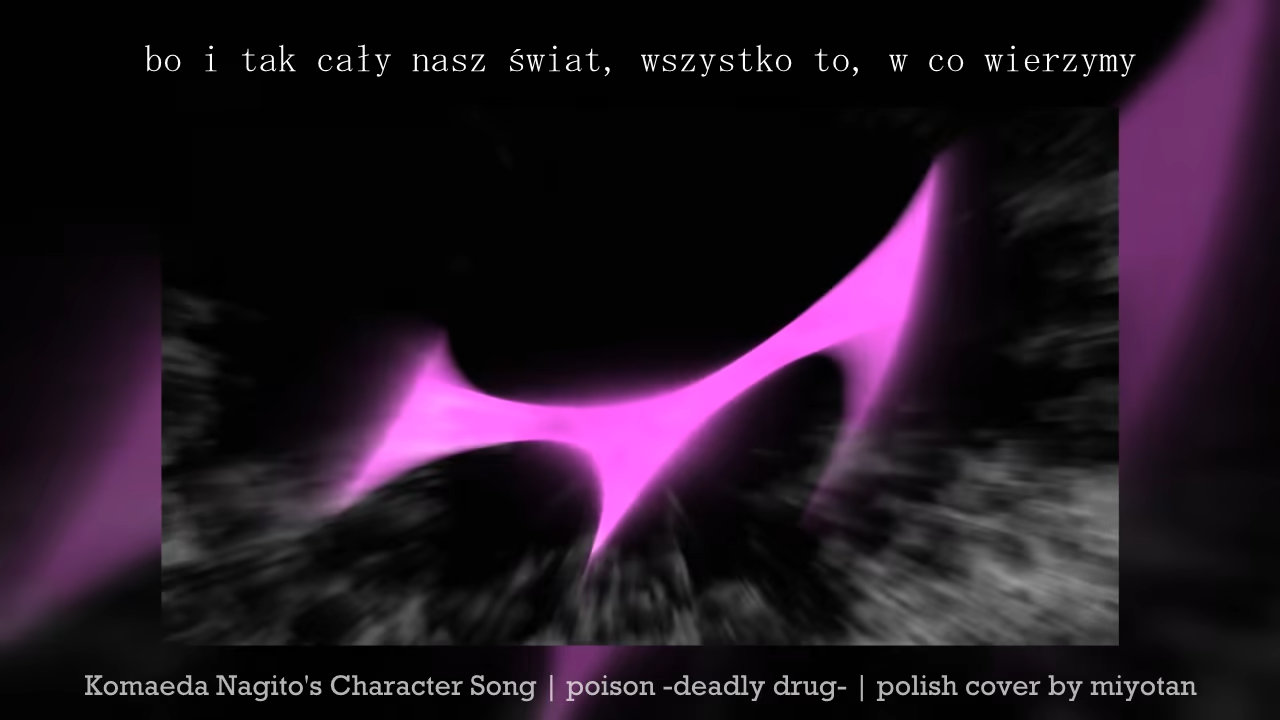 bo i tak cały nasz świat, wszystko to, w co wierzymy
Komaeda Nagito's Character Song | poison -deadly drug- | polish cover by miyotan